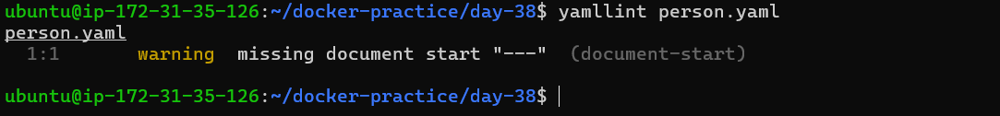 ubuntu@ip-172-31-35-126:~/docker-practice/day-38$ yamllint person.yaml
person.yaml
  1:1       warning  missing document start "---"  (document-start)
ubuntu@ip-172-31-35-126:~/docker-practice/day-38$